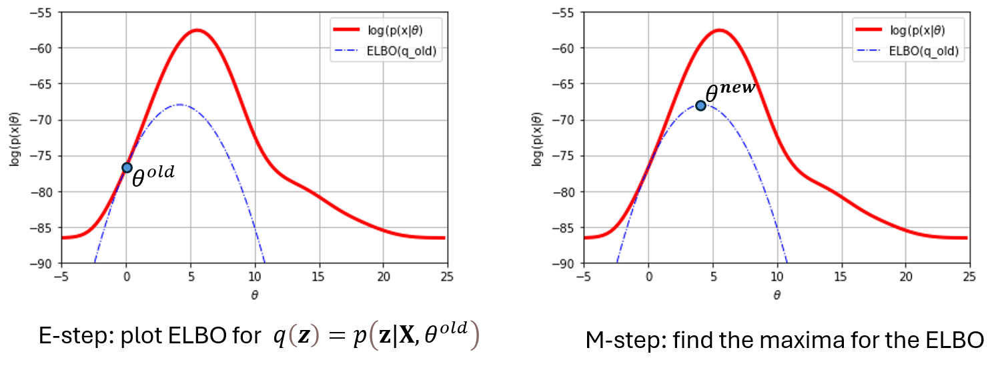 −55
−60
−65
−70
−75
−80
−85
−90
log(p(x|θ)
log(p(x|θ)
ELBO(q_old)
θ^old
−5 0 5 10 15 20 25
θ
E-step: plot ELBO for q(z) = p(z|X, θ^old)
−55
−60
−65
−70
−75
−80
−85
−90
log(p(x|θ)
log(p(x|θ)
ELBO(q_old)
θ^new
−5 0 5 10 15 20 25
θ
M-step: find the maxima for the ELBO